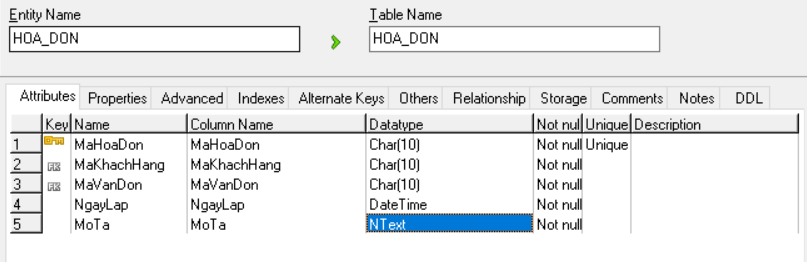 Entity Name Table Name
HOA_DON HOA_DON
Attributes Properties Advanced Indexes Alternate Keys Others Relationship Storage Comments Notes DDL
Key Name Column Name Datatype Not nul Unique Description
1 MaHoaDon MaHoaDon Char(10) Not null Unique
2 FK MaKhachHang MaKhachHang Char(10) Not null
3 FK MaVanDon MaVanDon Char(10) Not null
4 NgayLap NgayLap DateTime Not null
5 MoTa MoTa NText Not null